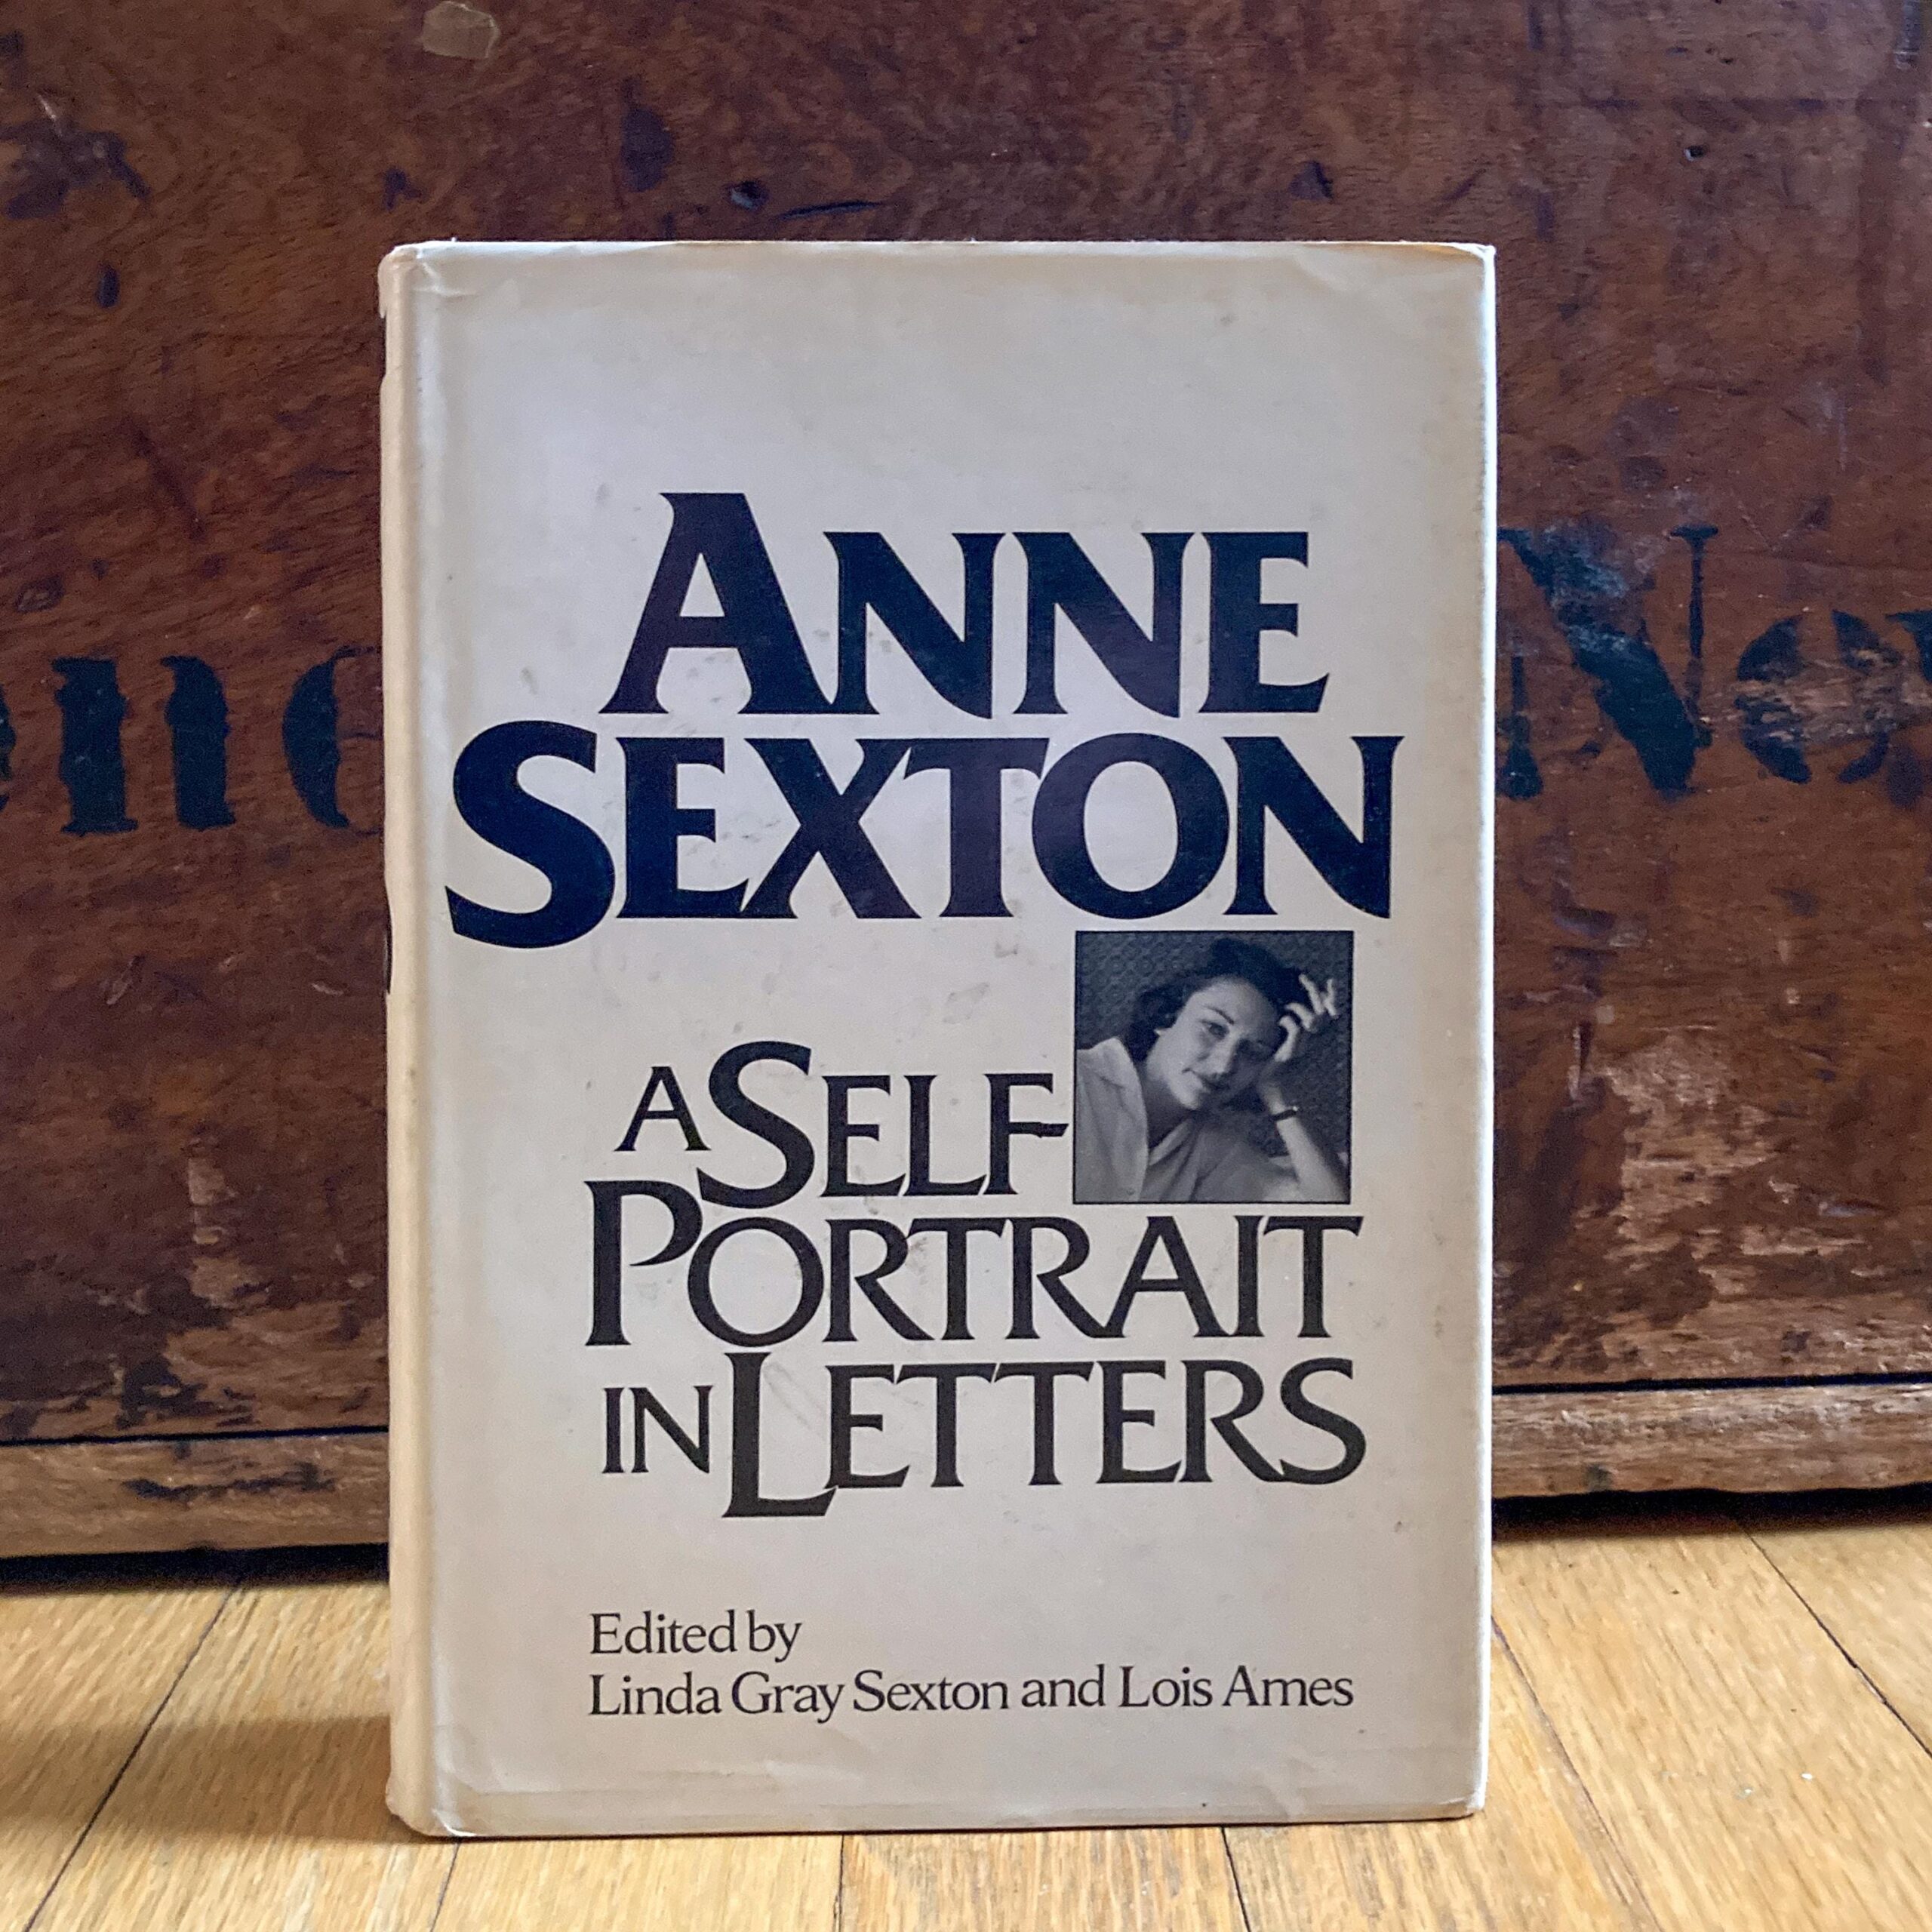 ANNE
SEXTON
A SELF-
PORTRAIT
IN LETTERS
Edited by
Linda Gray Sexton and Lois Ames